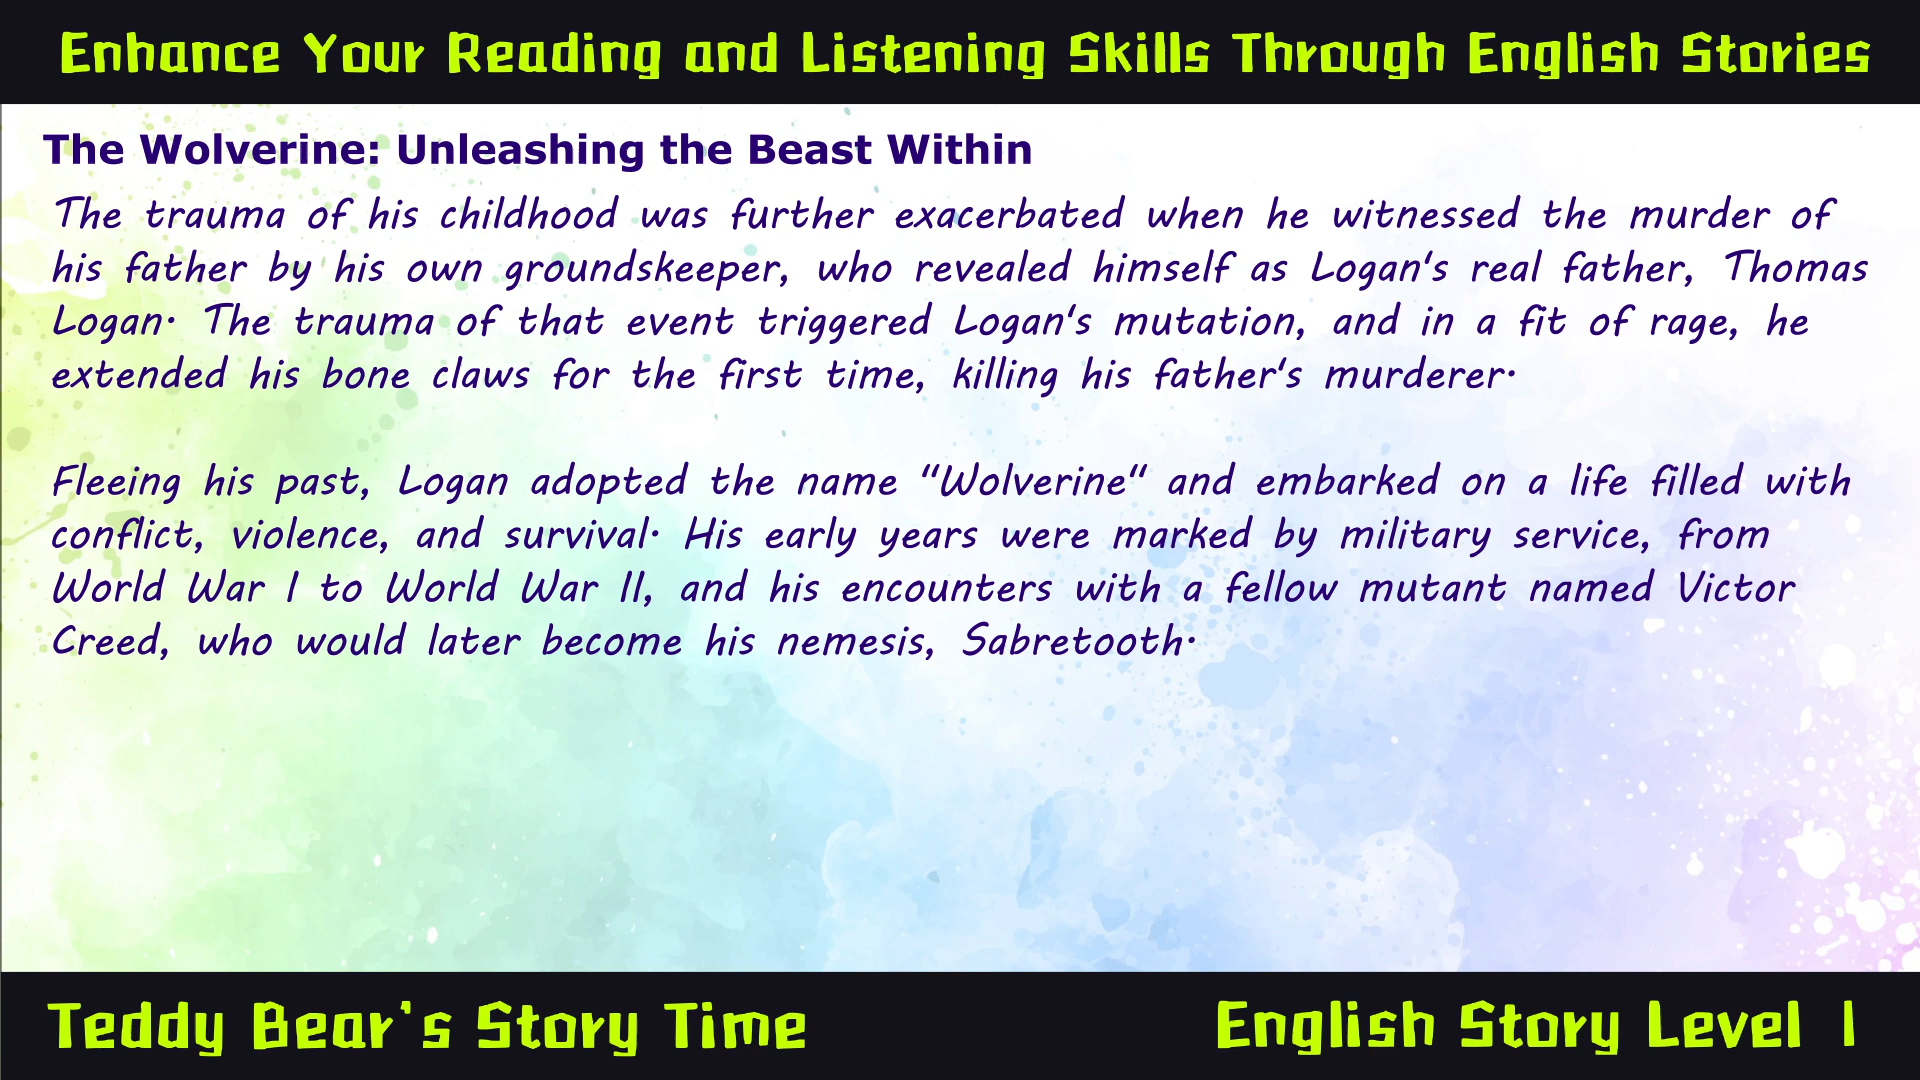 Enhance Your Reading and Listening Skills Through English Stories
The Wolverine: Unleashing the Beast Within
The trauma of his childhood was further exacerbated when he witnessed the murder of
his father by his own groundskeeper, who revealed himself as Logan's real father, Thomas
Logan. The trauma of that event triggered Logan's mutation, and in a fit of rage, he
extended his bone claws for the first time, killing his father's murderer.
Fleeing his past, Logan adopted the name "Wolverine" and embarked on a life filled with
conflict, violence, and survival. His early years were marked by military service, from
World War I to World War II, and his encounters with a fellow mutant named Victor
Creed, who would later become his nemesis, Sabretooth.
Teddy Bear's Story Time
English Story Level 1